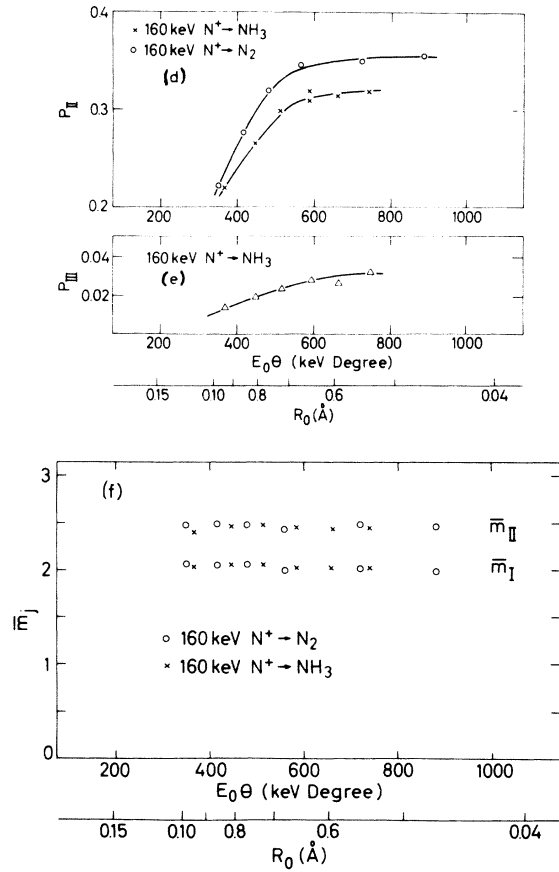 0.4
× 160 keV N⁺→ NH₃
○ 160 keV N⁺→ N₂
(d)
P_II
0.3
0.2
200 400 600 800 1000
0.04
160 keV N⁺→ NH₃
P_III
(e)
0.02
200 400 600 800 1000
E₀θ (keV Degree)
0.15 0.10 0.8 0.6 0.04
R₀(Å)
3
(f)
m̄_II
2
m̄_I
m̄_j
○ 160 keV N⁺→ N₂
× 160 keV N⁺→ NH₃
1
0
200 400 600 800 1000
E₀θ (keV Degree)
0.15 0.10 0.8 0.6 0.04
R₀(Å)